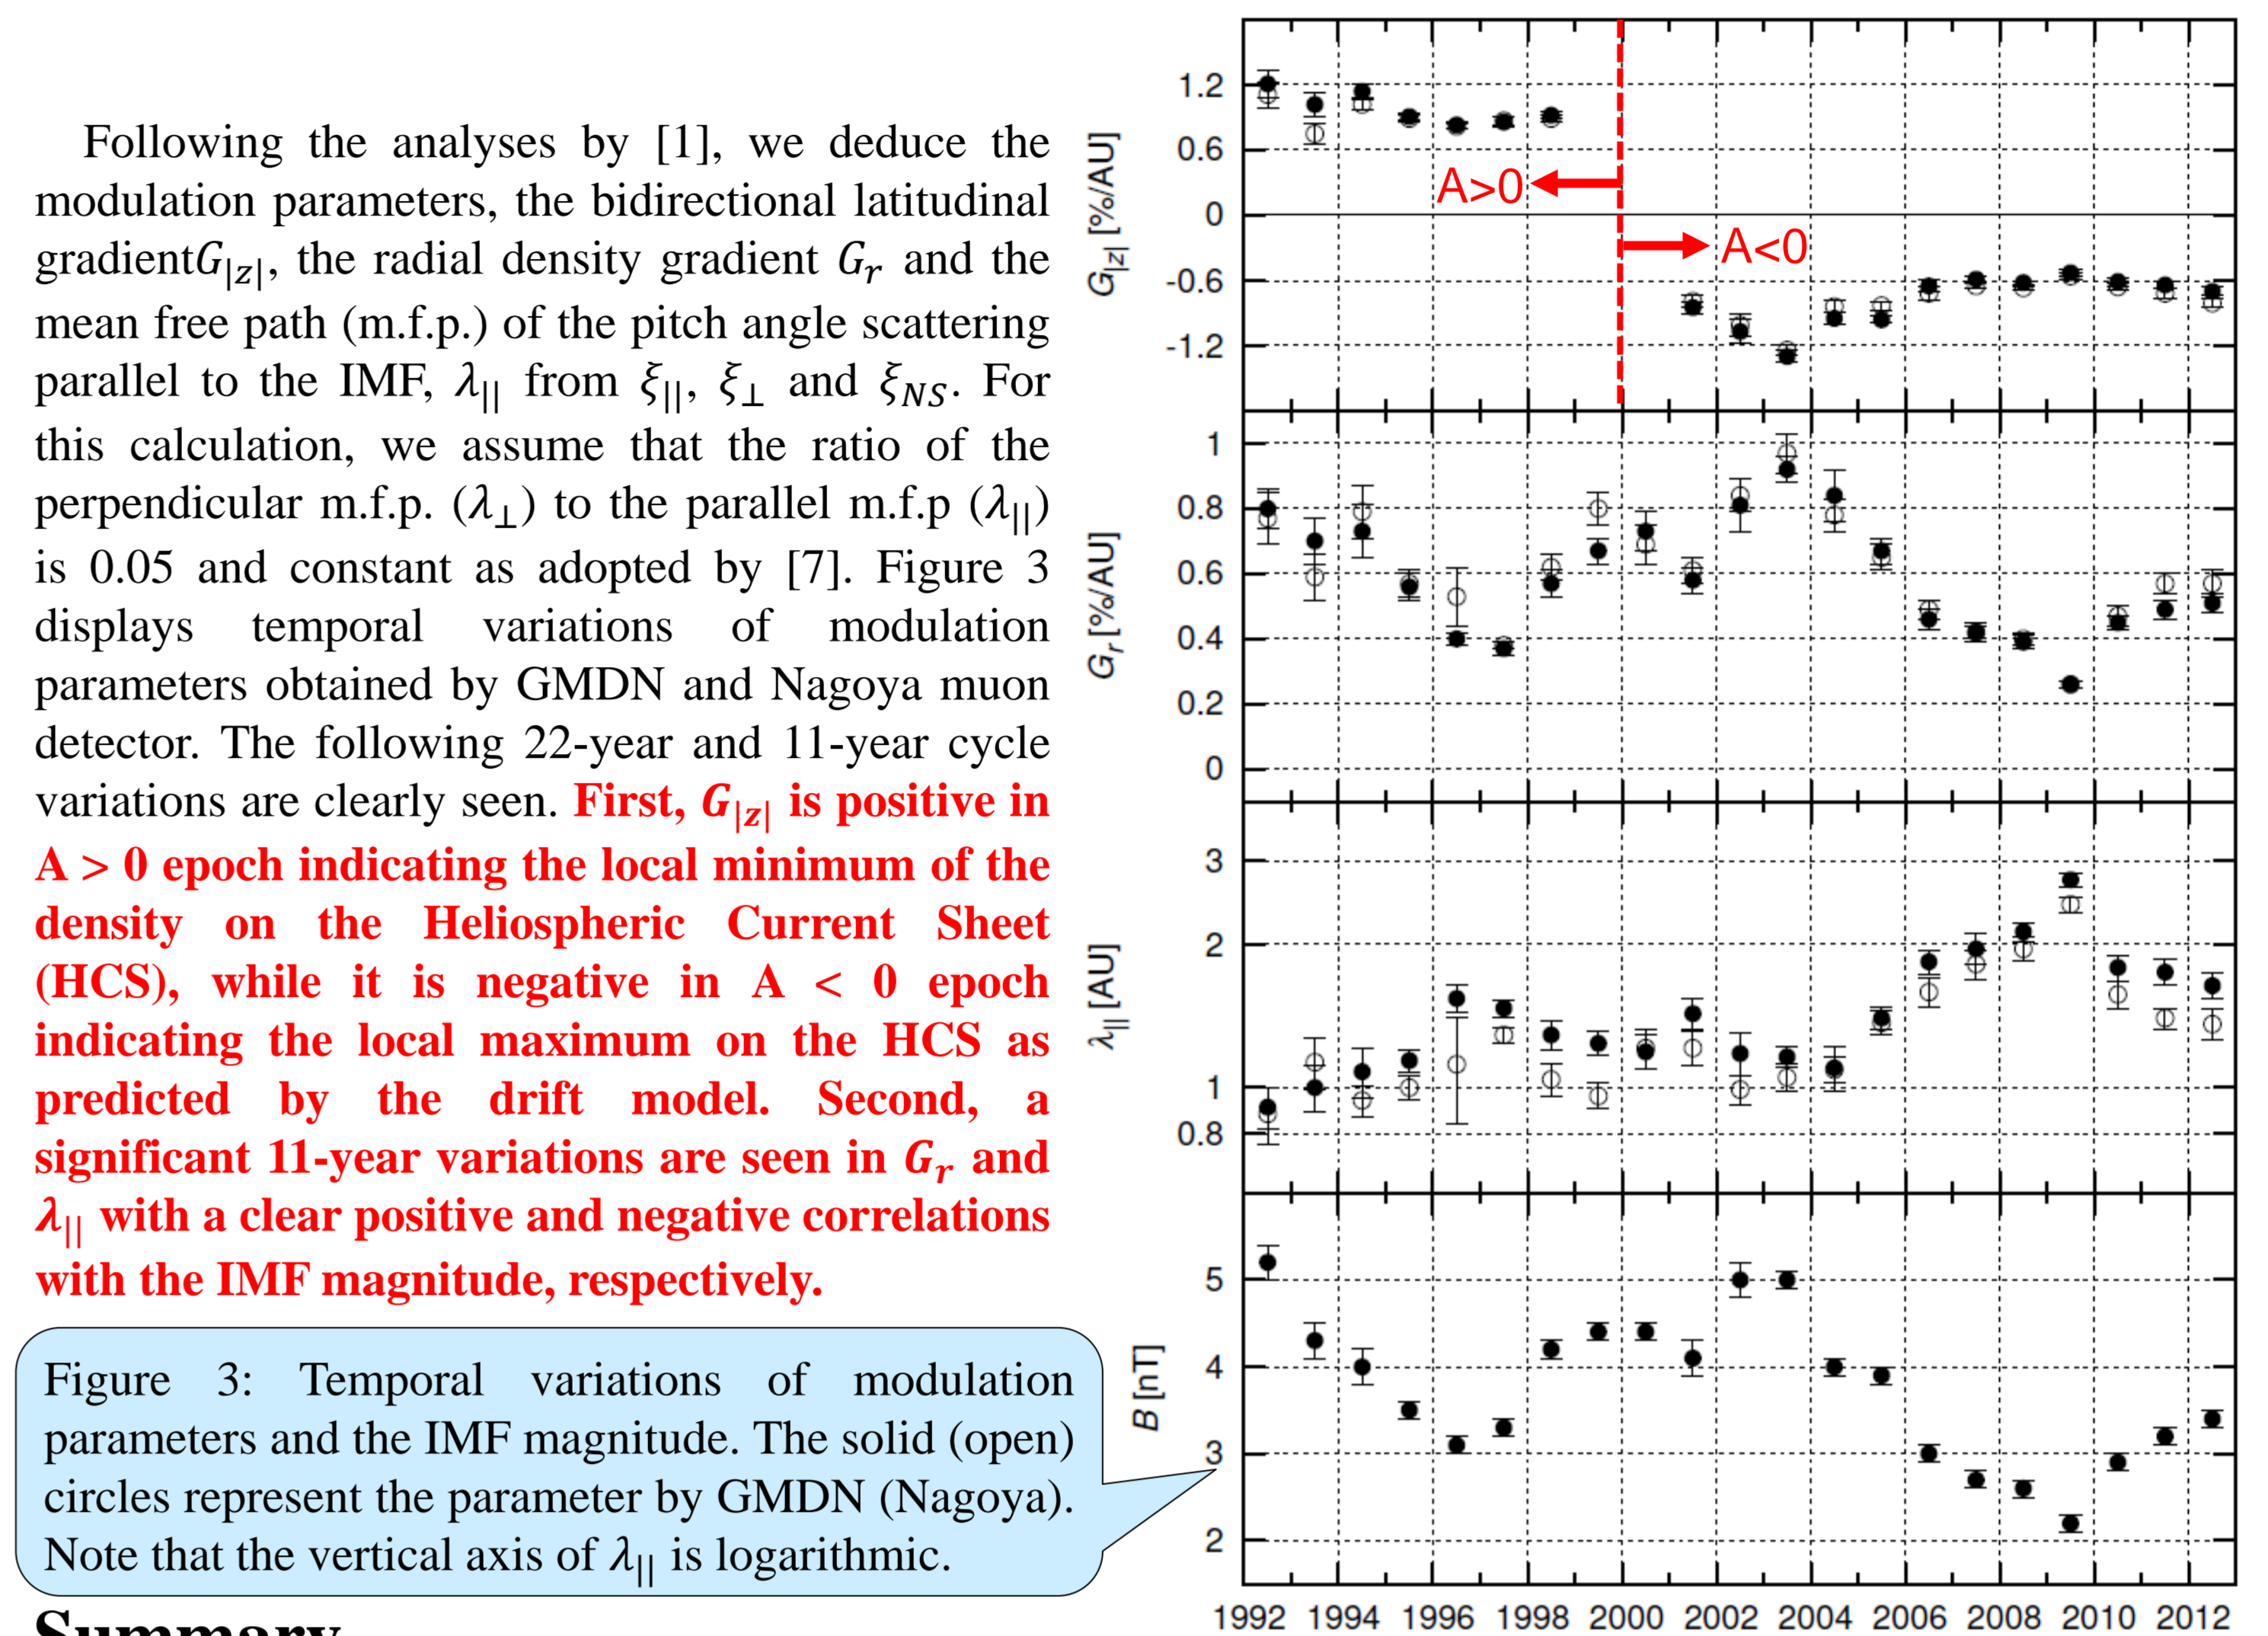 Following the analyses by [1], we deduce the
modulation parameters, the bidirectional latitudinal
gradientG|z|, the radial density gradient Gr and the
mean free path (m.f.p.) of the pitch angle scattering
parallel to the IMF, λ|| from ξ||, ξ⊥ and ξNS. For
this calculation, we assume that the ratio of the
perpendicular m.f.p. (λ⊥) to the parallel m.f.p (λ||)
is 0.05 and constant as adopted by [7]. Figure 3
displays temporal variations of modulation
parameters obtained by GMDN and Nagoya muon
detector. The following 22-year and 11-year cycle
variations are clearly seen. First, G|z| is positive in
A > 0 epoch indicating the local minimum of the
density on the Heliospheric Current Sheet
(HCS), while it is negative in A < 0 epoch
indicating the local maximum on the HCS as
predicted by the drift model. Second, a
significant 11-year variations are seen in Gr and
λ|| with a clear positive and negative correlations
with the IMF magnitude, respectively.
Figure 3: Temporal variations of modulation
parameters and the IMF magnitude. The solid (open)
circles represent the parameter by GMDN (Nagoya).
Note that the vertical axis of λ|| is logarithmic.
Summary
G|z| [%/AU]
1.2
0.6
0
-0.6
-1.2
A>0
A<0
Gr [%/AU]
1
0.8
0.6
0.4
0.2
0
λ|| [AU]
3
2
1
0.8
B [nT]
5
4
3
2
1992 1994 1996 1998 2000 2002 2004 2006 2008 2010 2012